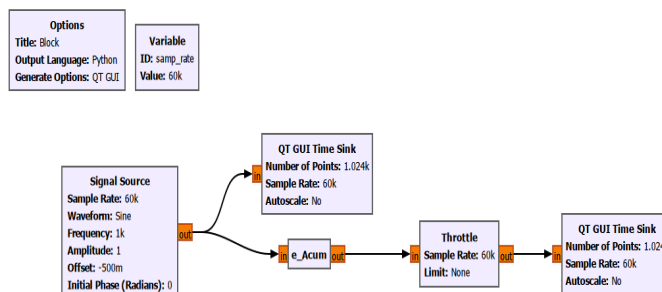 Options
Title: Block
Output Language: Python
Generate Options: QT GUI
Variable
ID: samp_rate
Value: 60k
QT GUI Time Sink
in
Number of Points: 1.024k
Sample Rate: 60k
Autoscale: No
Signal Source
Sample Rate: 60k
Waveform: Sine
Frequency: 1k
Amplitude: 1
Offset: -500m
Initial Phase (Radians): 0
out
in
e_Acum
out
Throttle
in
Sample Rate: 60k
out
Limit: None
QT GUI Time Sink
Number of Points: 1.024
in
Sample Rate: 60k
Autoscale: No